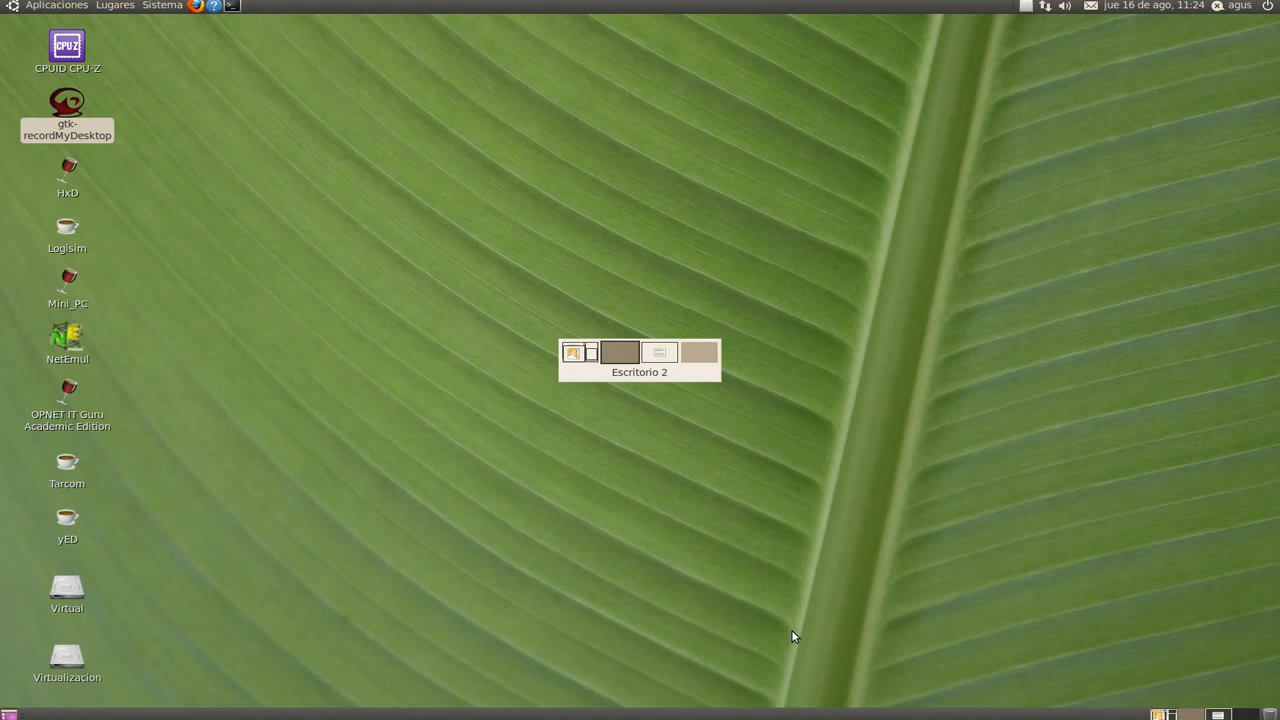 Aplicaciones Lugares Sistema
jue 16 de ago, 11:24 agus
CPU Z
CPUID CPU-Z
gtk-
recordMyDesktop
HxD
Logisim
Mini_PC
NE
NetEmul
OPNET IT Guru
Academic Edition
Tarcom
yED
Virtual
Virtualizacion
Escritorio 2